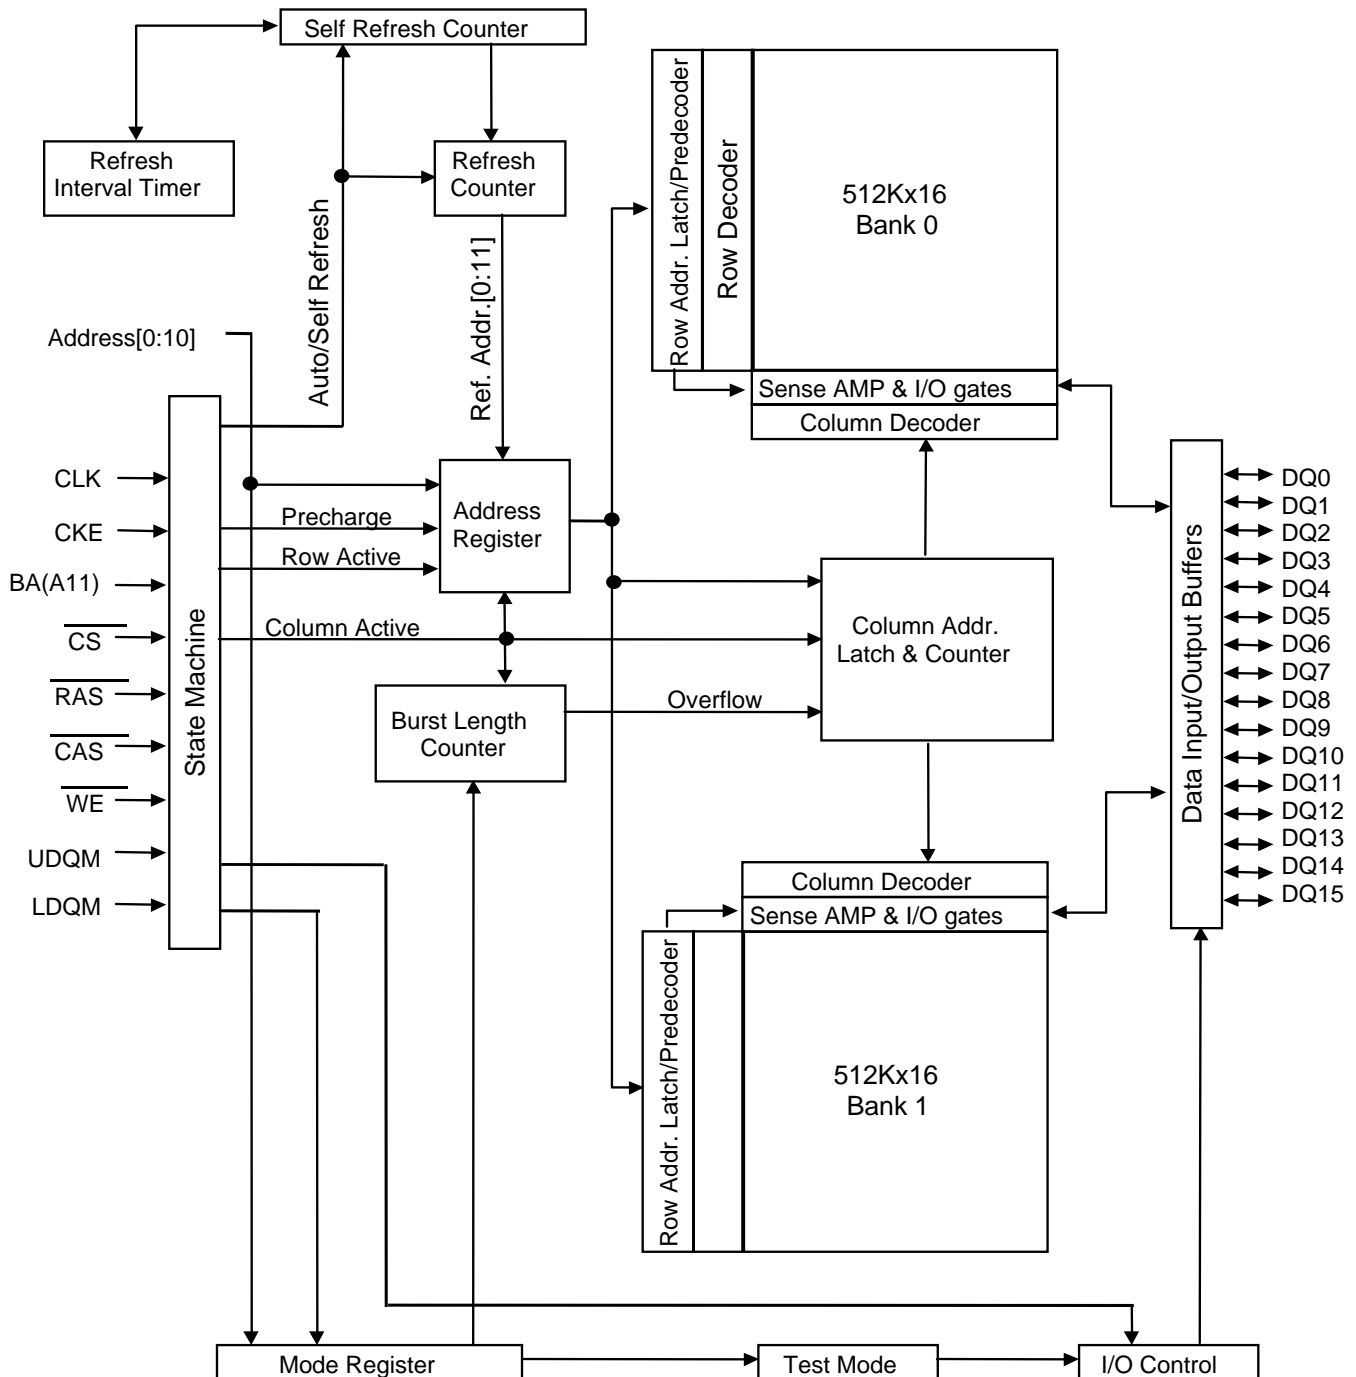 Self Refresh Counter
Refresh
Interval Timer
Refresh
Counter
Auto/Self Refresh
Ref. Addr.[0:11]
Row Addr. Latch/Predecoder
Row Decoder
512Kx16
Bank 0
Sense AMP & I/O gates
Column Decoder
Address[0:10]
State Machine
CLK
CKE
BA(A11)
CS
RAS
CAS
WE
UDQM
LDQM
Precharge
Row Active
Column Active
Address
Register
Burst Length
Counter
Overflow
Column Addr.
Latch & Counter
Data Input/Output Buffers
DQ0
DQ1
DQ2
DQ3
DQ4
DQ5
DQ6
DQ7
DQ8
DQ9
DQ10
DQ11
DQ12
DQ13
DQ14
DQ15
Column Decoder
Sense AMP & I/O gates
Row Addr. Latch/Predecoder
512Kx16
Bank 1
Mode Register
Test Mode
I/O Control